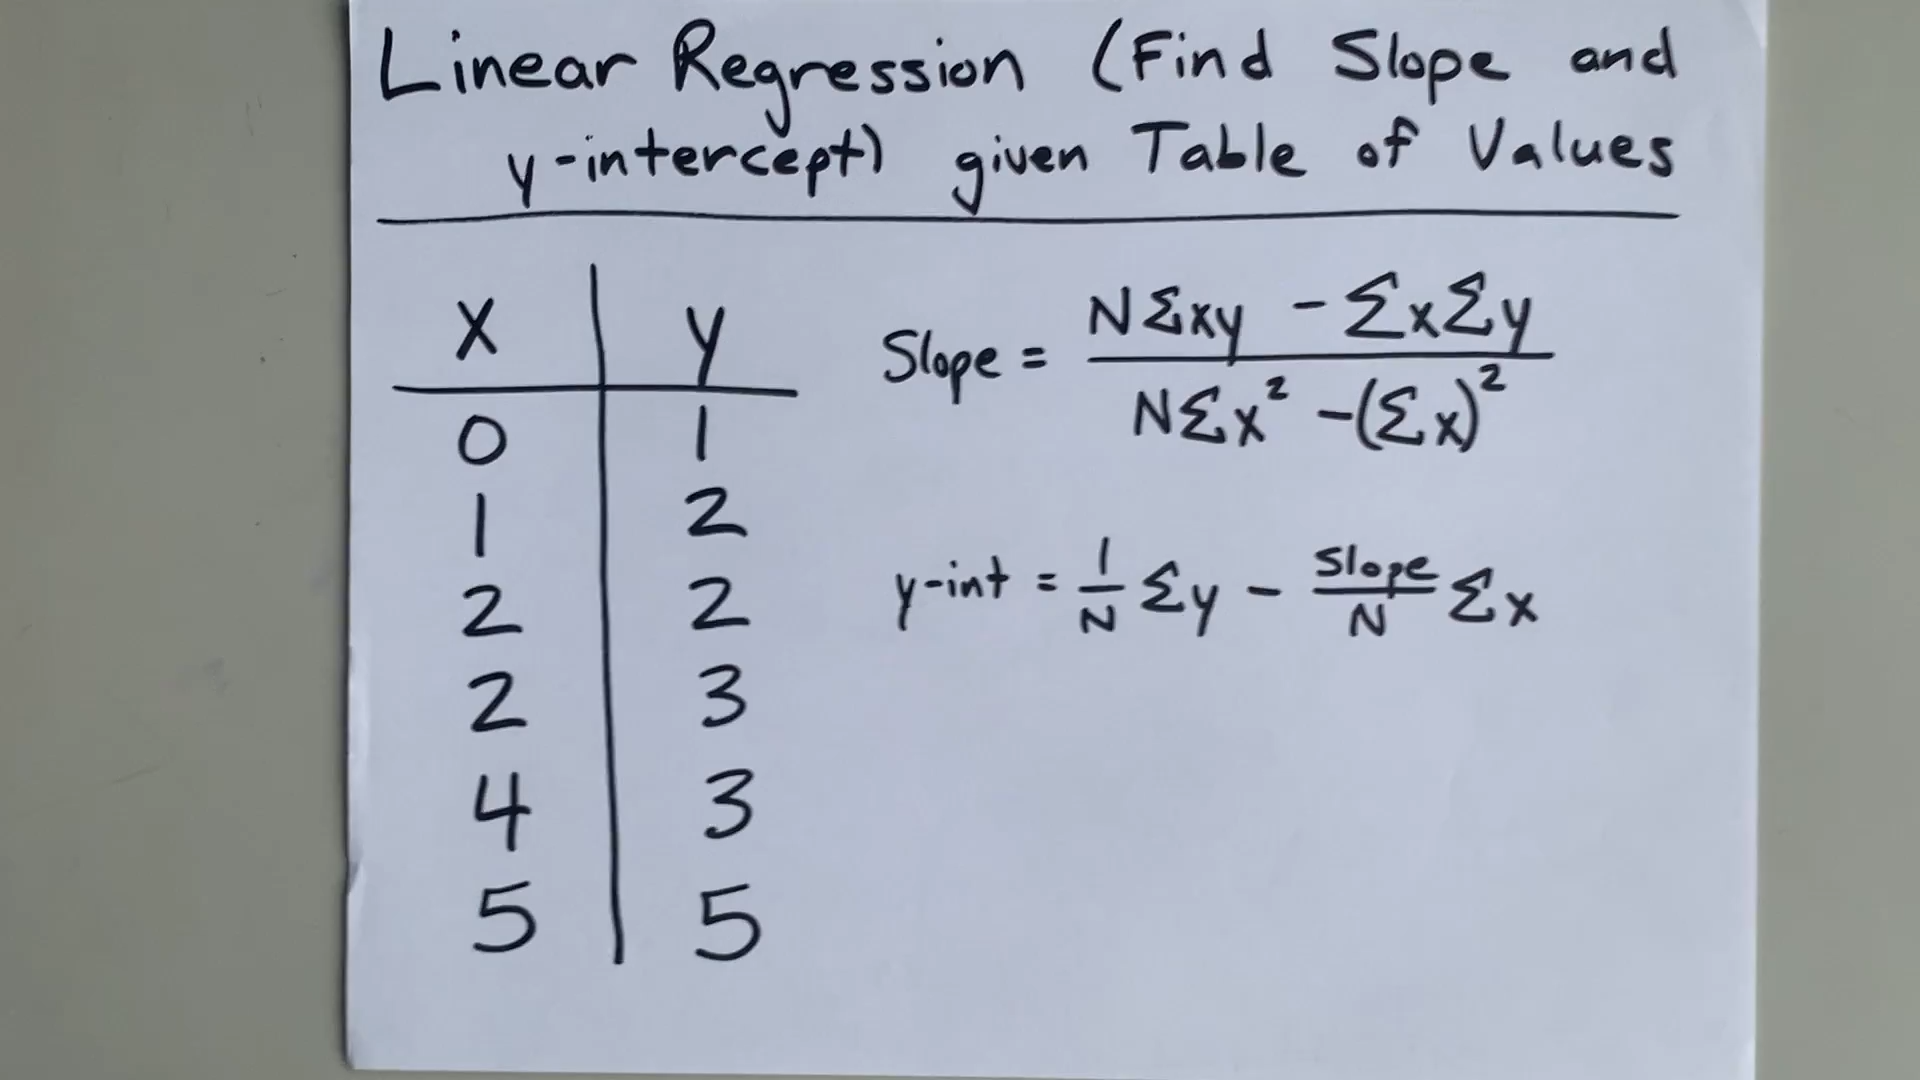 Linear Regression (Find Slope and
y-intercept) given Table of Values
x y
0 1
1 2
2 2
2 3
4 3
5 5
Slope = NΣxy - ΣxΣy
NΣx² - (Σx)²
y-int = 1/N Σy - Slope/N Σx